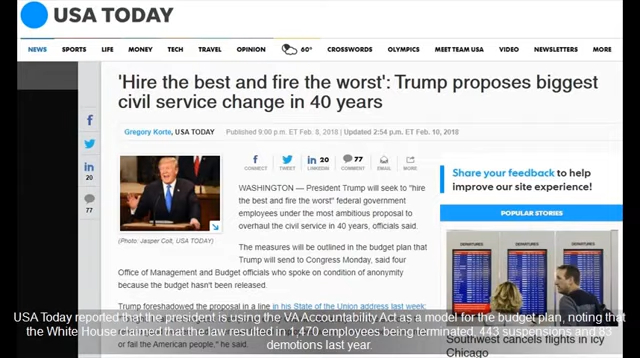 USA TODAY
NEWS SPORTS LIFE MONEY TECH TRAVEL OPINION 60° CROSSWORDS OLYMPICS MEET TEAM USA VIDEO NEWSLETTERS MORE
'Hire the best and fire the worst': Trump proposes biggest
civil service change in 40 years
Gregory Korte, USA TODAY Published 9:00 p.m. ET Feb. 8, 2018 | Updated 2:54 p.m. ET Feb. 10, 2018
f
in
20
77
f
CONNECT
TWEET
in 20
LINKEDIN
77
COMMENT
EMAIL
MORE
(Photo: Jasper Colt, USA TODAY)
WASHINGTON — President Trump will seek to "hire
the best and fire the worst" federal government
employees under the most ambitious proposal to
overhaul the civil service in 40 years, officials said.
The measures will be outlined in the budget plan that
Trump will send to Congress Monday, said four
Office of Management and Budget officials who spoke on condition of anonymity
because the budget hasn't been released.
Trump foreshadowed the proposal in a line in his State of the Union address last week:
or fail the American people," he said.
Share your feedback to help
improve our site experience!
POPULAR STORIES
DEPARTURES
DEPARTURES
Southwest cancels flights in icy
Chicago
USA Today reported that the president is using the VA Accountability Act as a model for the budget plan, noting that
the White House claimed that the law resulted in 1,470 employees being terminated, 443 suspensions and 83
demotions last year.